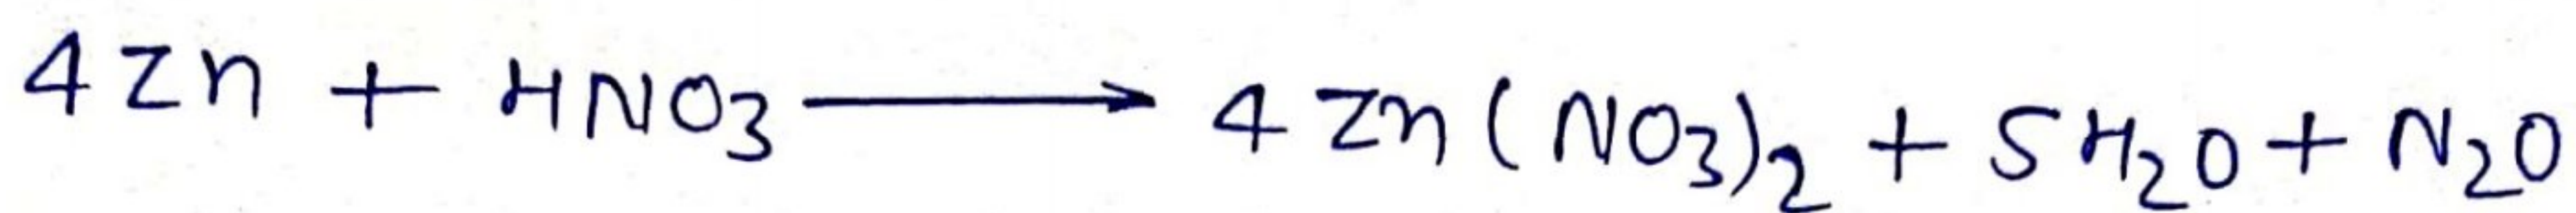 4Zn + HNO3 ⟶ 4Zn(NO3)2 + 5H2O + N2O